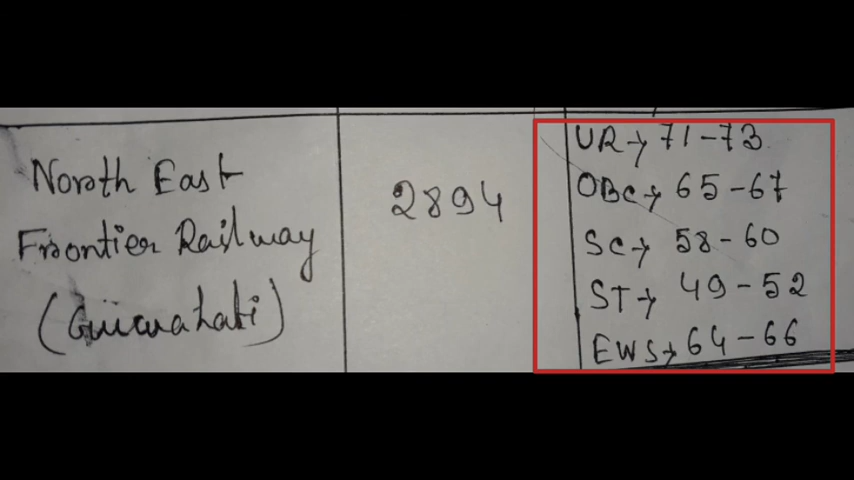 North East
Frontier Railway
(Guwahati)
2894
UR→ 71-73
OBC→ 65-67
SC→ 58-60
ST→ 49-52
EWS→ 64-66